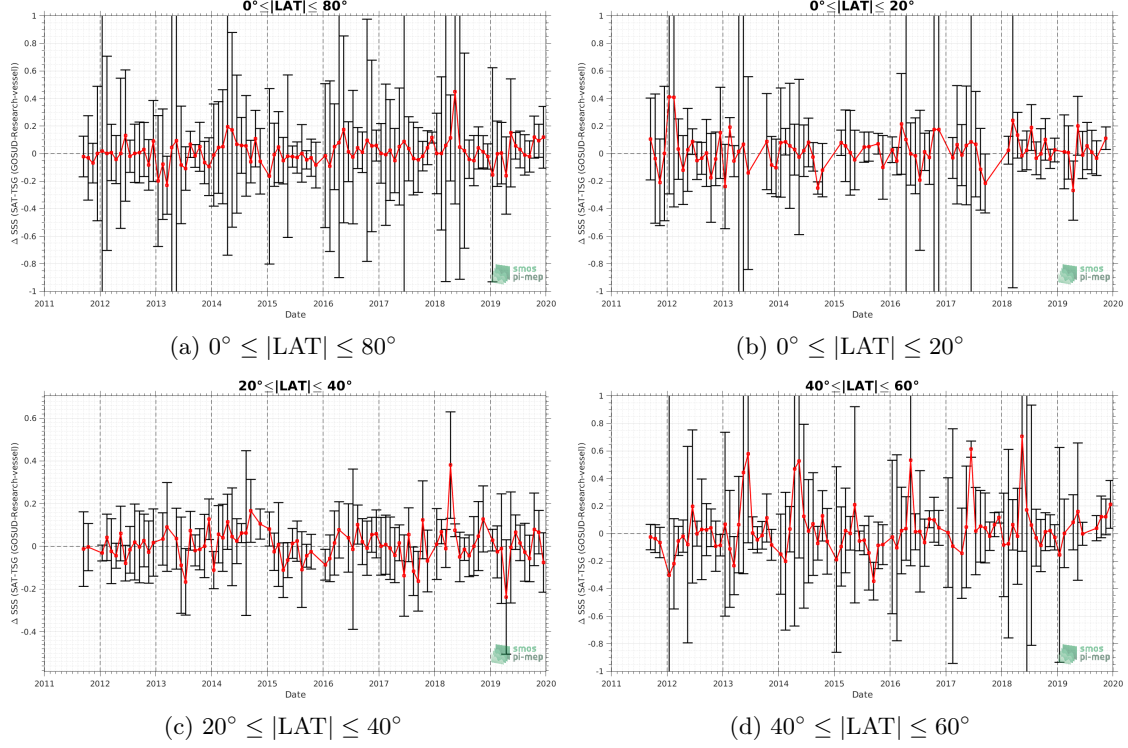 0°≤|LAT|≤ 80°
Δ SSS (SAT-TSG (GOSUD-Research-vessel))
1
0.8
0.6
0.4
0.2
0
-0.2
-0.4
-0.6
-0.8
-1
2011 2012 2013 2014 2015 2016 2017 2018 2019 2020
Date
smos
pi-mep
(a) 0° ≤ |LAT| ≤ 80°
0°≤|LAT|≤ 20°
Δ SSS (SAT-TSG (GOSUD-Research-vessel))
1
0.8
0.6
0.4
0.2
0
-0.2
-0.4
-0.6
-0.8
-1
2011 2012 2013 2014 2015 2016 2017 2018 2019 2020
Date
smos
pi-mep
(b) 0° ≤ |LAT| ≤ 20°
20°≤|LAT|≤ 40°
Δ SSS (SAT-TSG (GOSUD-Research-vessel))
0.6
0.4
0.2
0
-0.2
-0.4
2011 2012 2013 2014 2015 2016 2017 2018 2019 2020
Date
smos
pi-mep
(c) 20° ≤ |LAT| ≤ 40°
40°≤|LAT|≤ 60°
Δ SSS (SAT-TSG (GOSUD-Research-vessel))
1
0.8
0.6
0.4
0.2
0
-0.2
-0.4
-0.6
-0.8
-1
2011 2012 2013 2014 2015 2016 2017 2018 2019 2020
Date
smos
pi-mep
(d) 40° ≤ |LAT| ≤ 60°